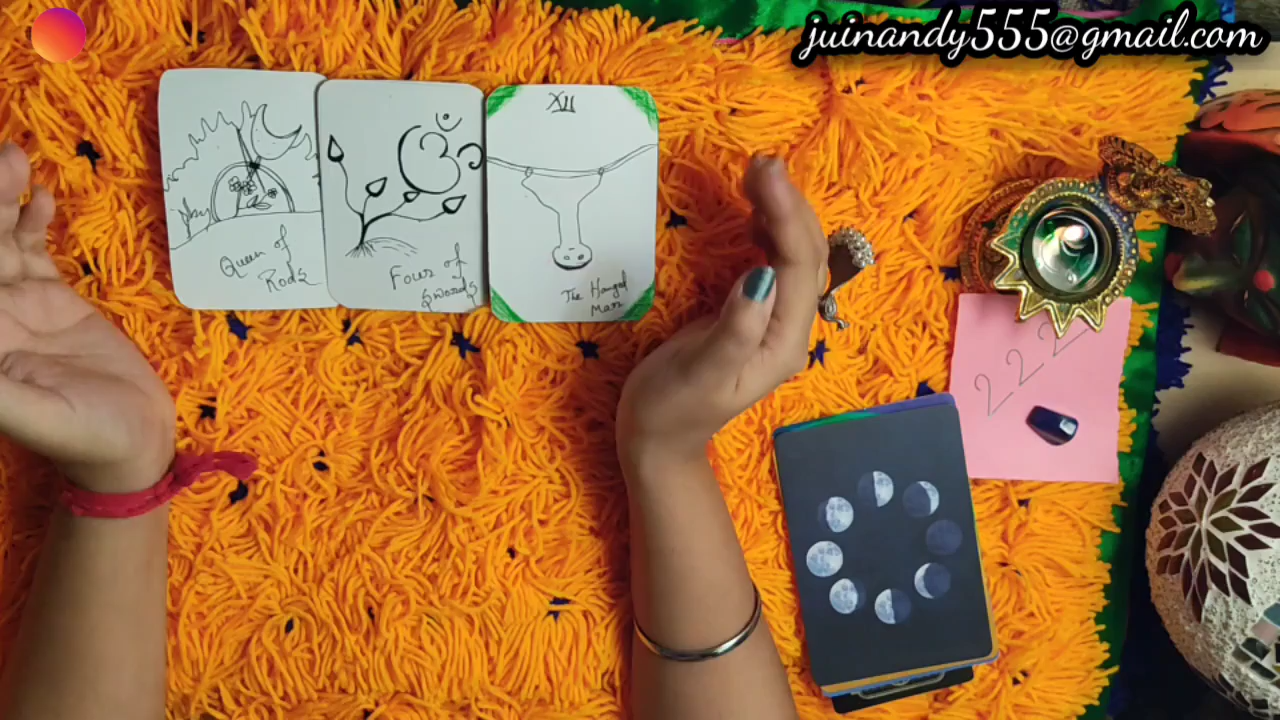 juinandy555@gmail.com
XII
Queen of
Rods
Four of
Swords
The Hanged
Man
222